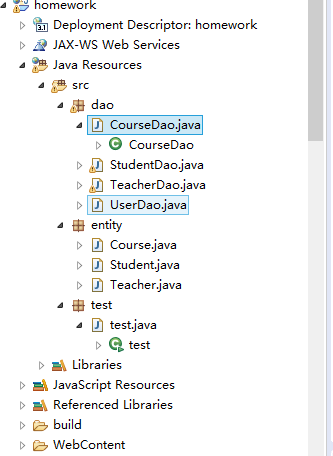 homework
Deployment Descriptor: homework
JAX-WS Web Services
Java Resources
src
dao
CourseDao.java
CourseDao
StudentDao.java
TeacherDao.java
UserDao.java
entity
Course.java
Student.java
Teacher.java
test
test.java
test
Libraries
JavaScript Resources
Referenced Libraries
build
WebContent